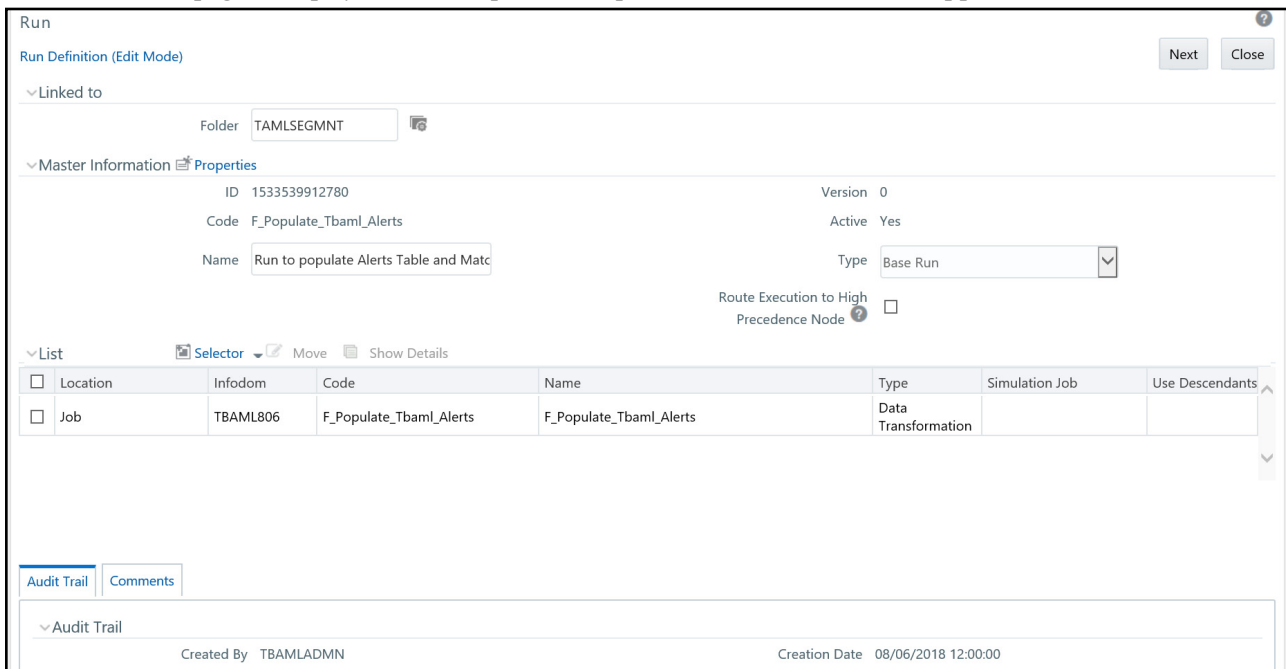 Run
Run Definition (Edit Mode)
Next
Close
Linked to
Folder TAMLSEGMNT
Master Information Properties
ID 1533539912780 Version 0
Code F_Populate_Tbaml_Alerts Active Yes
Name Run to populate Alerts Table and Matc Type Base Run
Route Execution to High
Precedence Node
List Selector Move Show Details
Location Infodom Code Name Type Simulation Job Use Descendants
Job TBAML806 F_Populate_Tbaml_Alerts F_Populate_Tbaml_Alerts Data
Transformation
Audit Trail Comments
Audit Trail
Created By TBAMLADMN Creation Date 08/06/2018 12:00:00